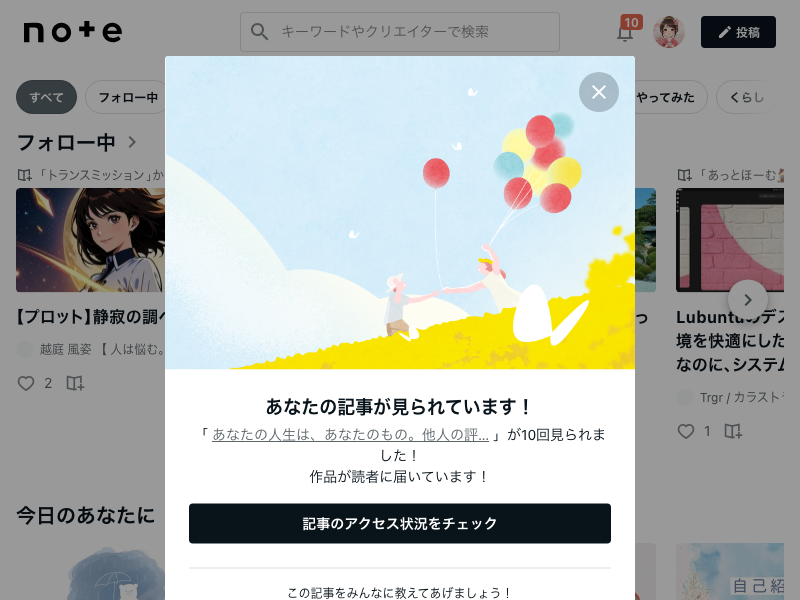 note
キーワードやクリエイターで検索
10
投稿
すべて
フォロー中
やってみた
くらし
フォロー中
「トランスミッション」か
「あっとほーむ
【プロット】静寂の調べ
っ
Lubuntuのデス
境を快適にした
なのに、システム
越庭 風姿 【 人は悩む。
Trgr / カラスト
2
1
あなたの記事が見られています！
「 あなたの人生は、あなたのもの。他人の評... 」が10回見られま
した！
作品が読者に届いています！
記事のアクセス状況をチェック
この記事をみんなに教えてあげましょう！
今日のあなたに
自己紹